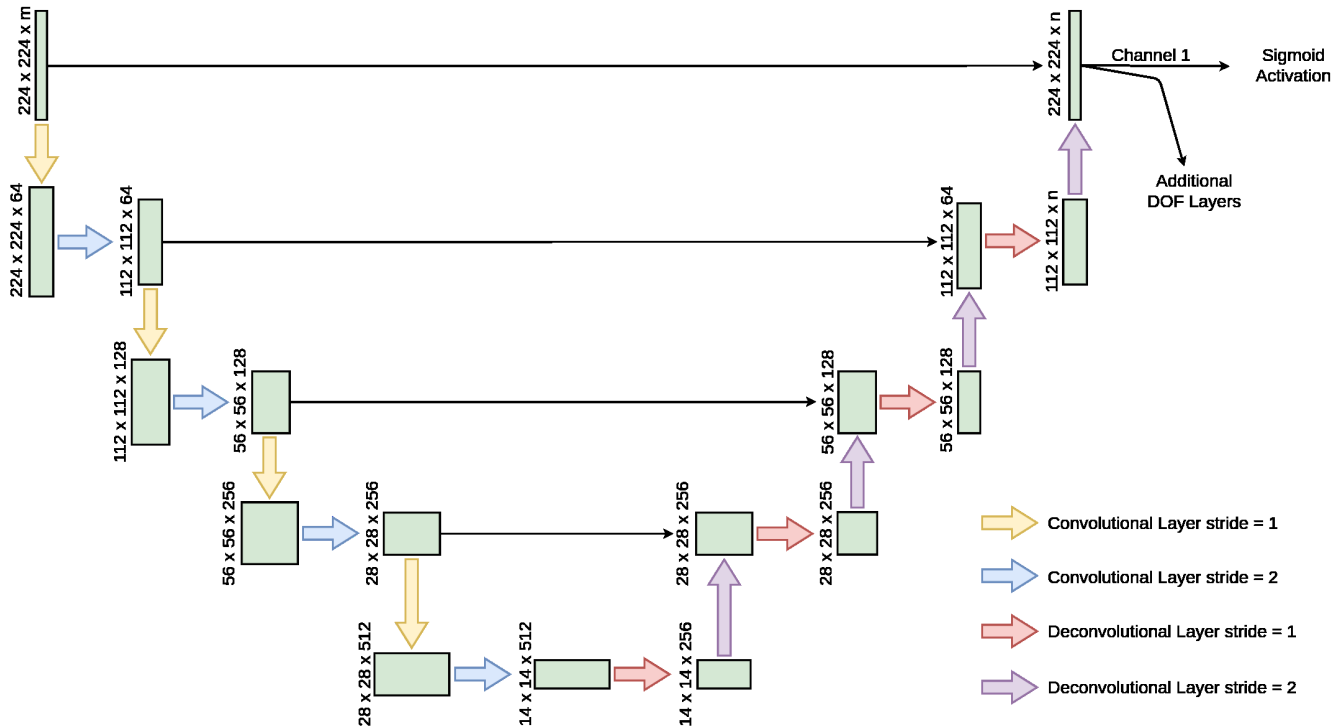 224 x 224 x m
224 x 224 x n
Channel 1
Sigmoid
Activation
Additional
DOF Layers
224 x 224 x 64
112 x 112 x 64
112 x 112 x 64
112 x 112 x n
112 x 112 x 128
56 x 56 x 128
56 x 56 x 128
56 x 56 x 128
56 x 56 x 256
28 x 28 x 256
28 x 28 x 256
28 x 28 x 256
28 x 28 x 512
14 x 14 x 512
14 x 14 x 256
Convolutional Layer stride = 1
Convolutional Layer stride = 2
Deconvolutional Layer stride = 1
Deconvolutional Layer stride = 2